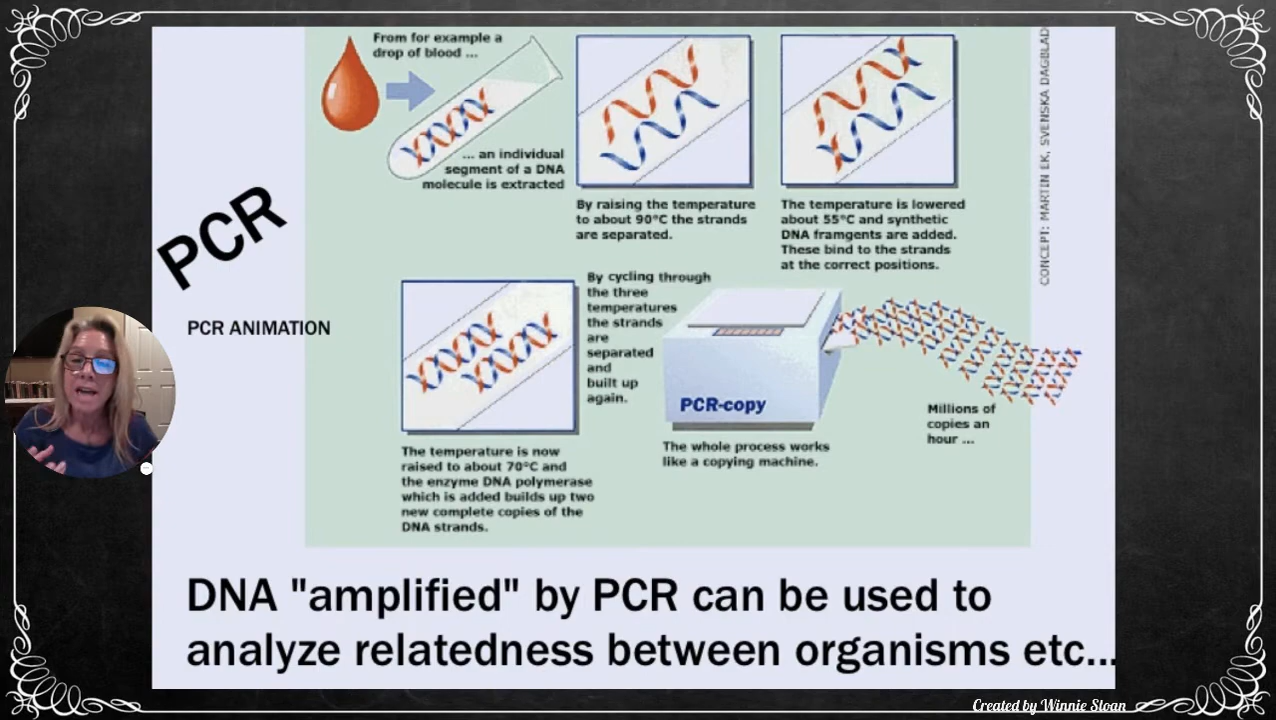 From for example a
drop of blood ...
... an individual
segment of a DNA
molecule is extracted
By raising the temperature
to about 90°C the strands
are separated.
The temperature is lowered
about 55°C and synthetic
DNA framgents are added.
These bind to the strands
at the correct positions.
CONCEPT: MARTIN EK, SVENSKA DAGBLAD
PCR
PCR ANIMATION
By cycling through
the three
temperatures
the strands
are
separated
and
built up
again.
PCR-copy
Millions of
copies an
hour ...
The whole process works
like a copying machine.
The temperature is now
raised to about 70°C and
the enzyme DNA polymerase
which is added builds up two
new complete copies of the
DNA strands.
DNA "amplified" by PCR can be used to
analyze relatedness between organisms etc...
Created by Winnie Sloan